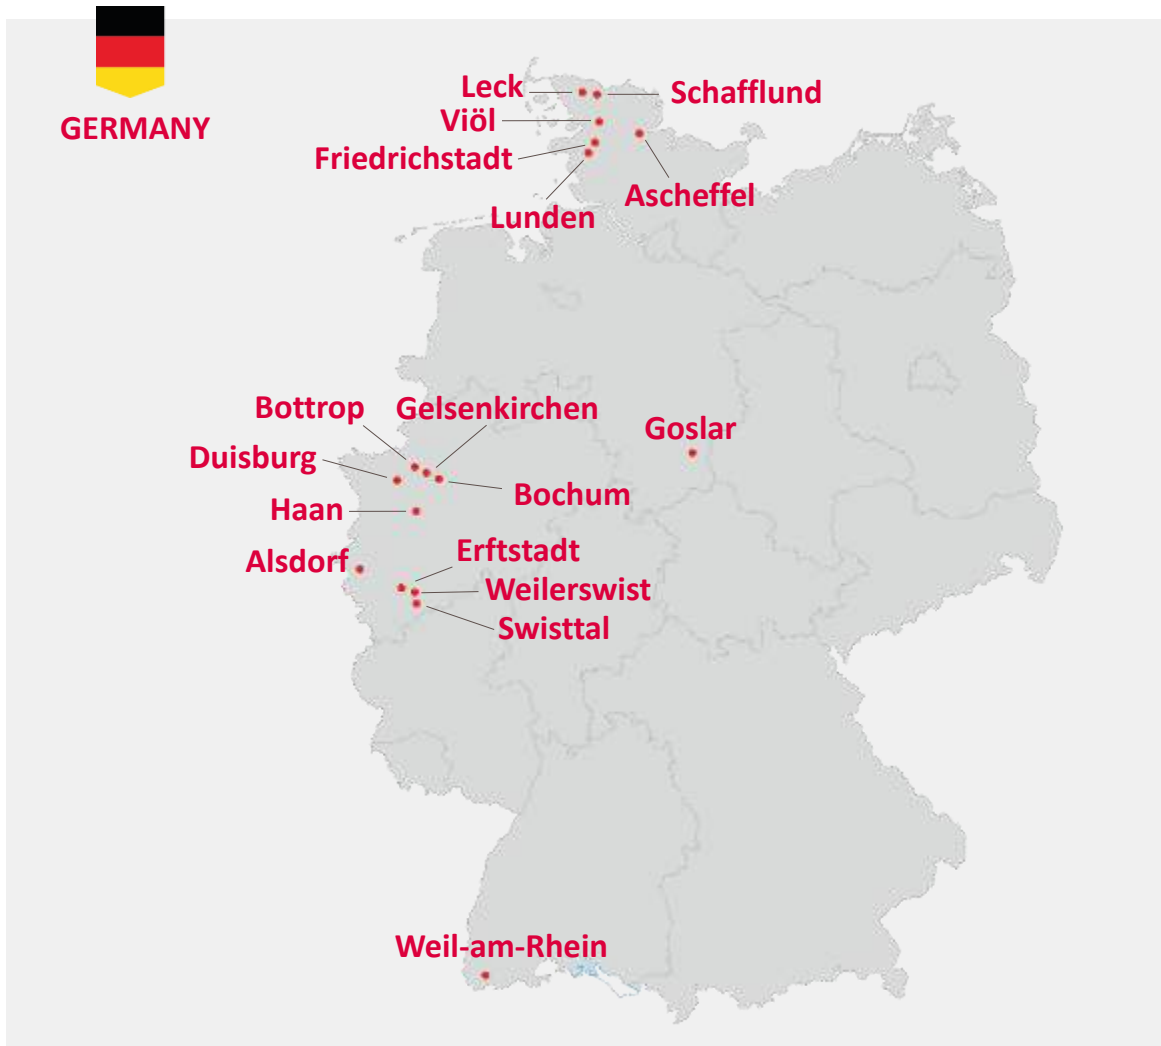 GERMANY
Leck
Schafflund
Viöl
Friedrichstadt
Ascheffel
Lunden
Bottrop
Gelsenkirchen
Goslar
Duisburg
Bochum
Haan
Erftstadt
Alsdorf
Weilerswist
Swisttal
Weil-am-Rhein